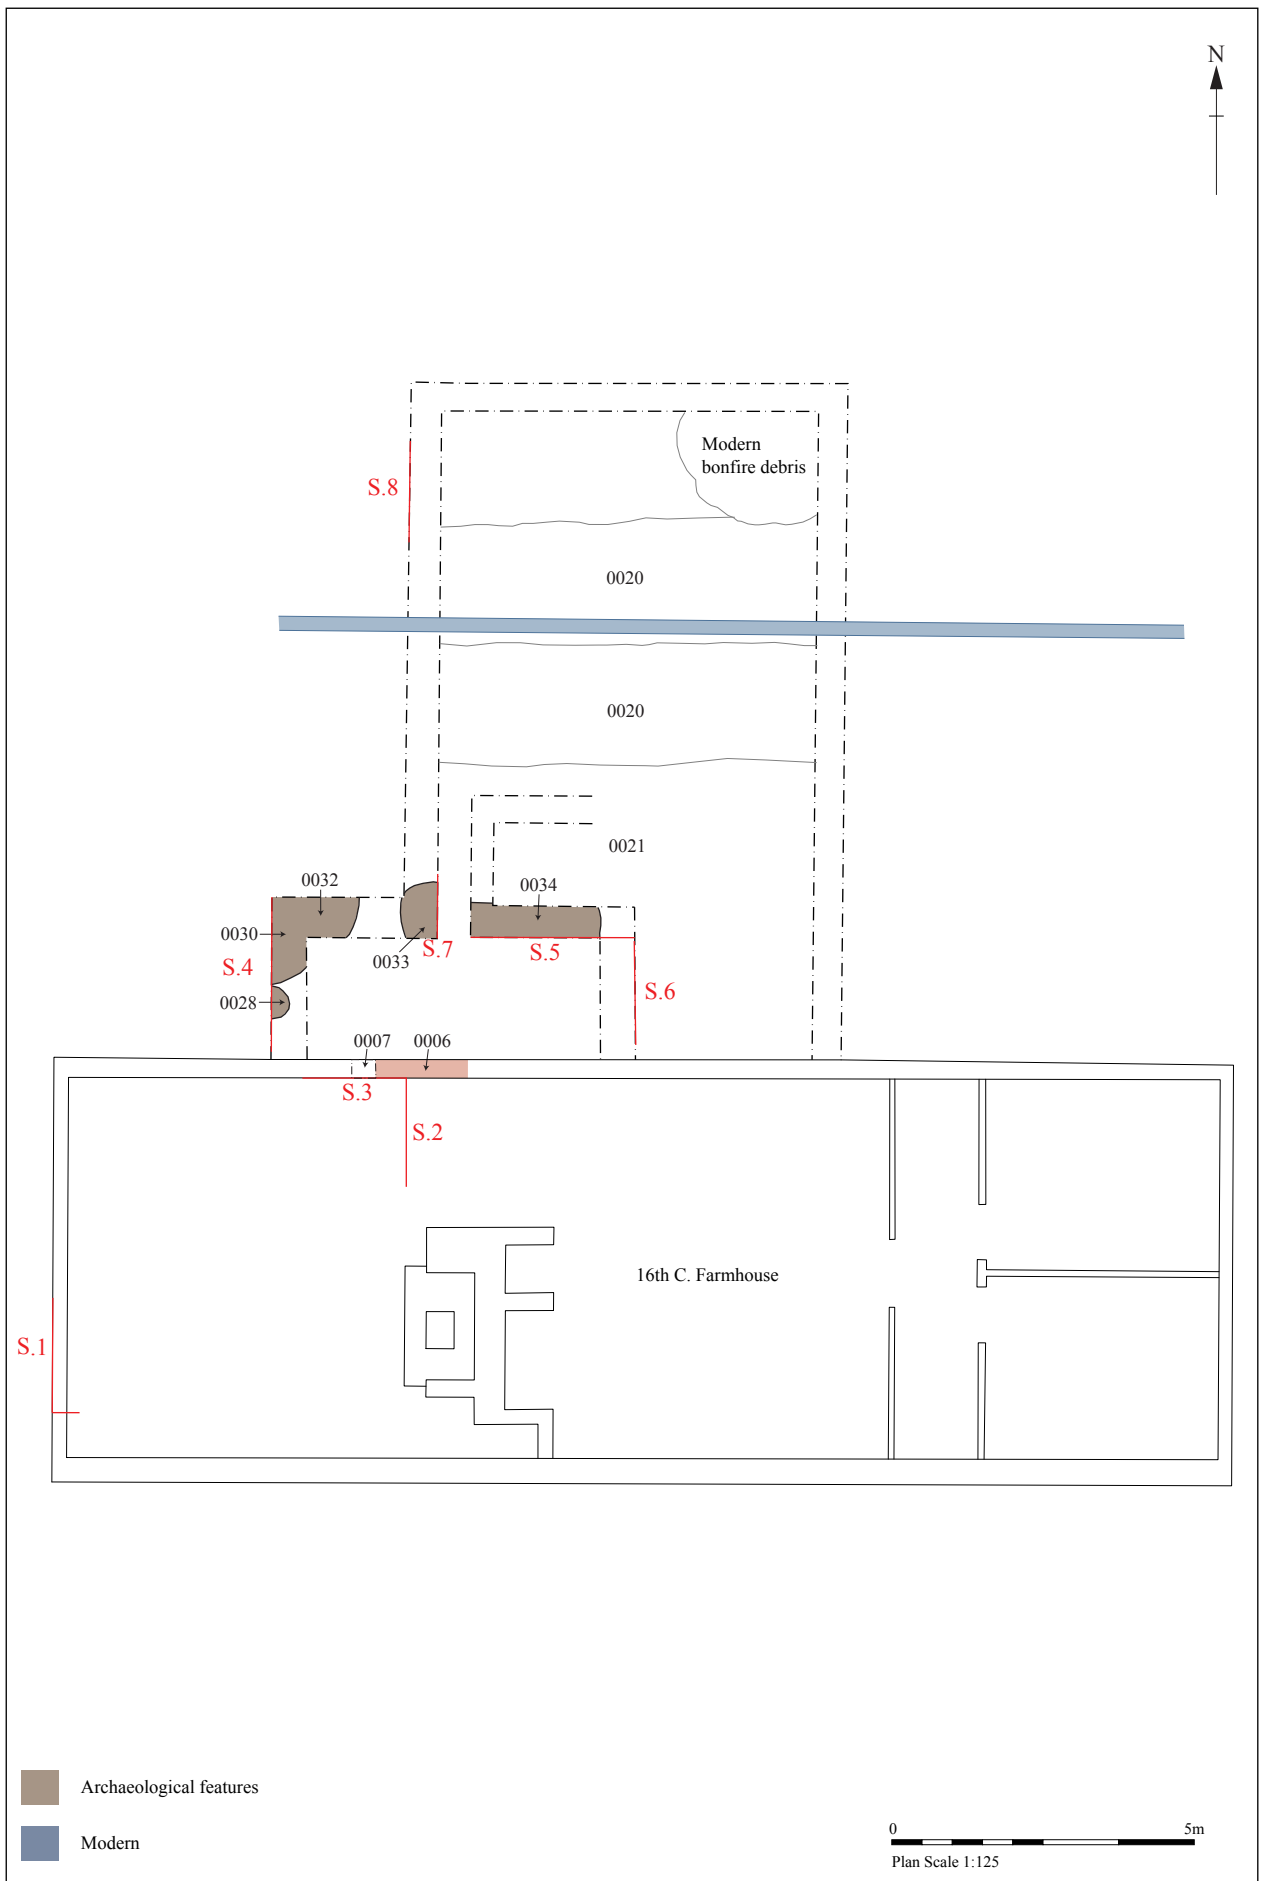 N
Modern
bonfire debris
S.8
0020
0020
0021
0032
0034
0030
S.7
S.5
S.4
0033
S.6
0028
0007
0006
S.3
S.2
16th C. Farmhouse
S.1
Archaeological features
Modern
0 5m
Plan Scale 1:125